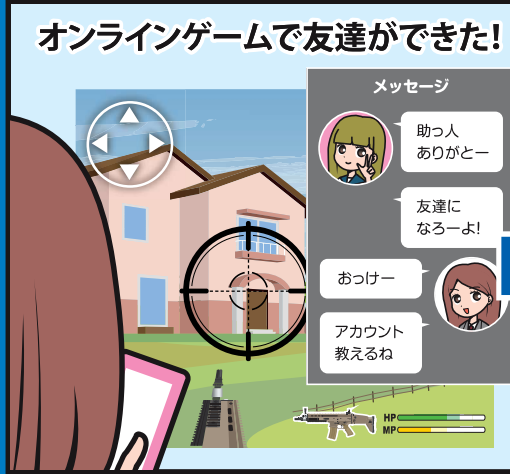 オンラインゲームで友達ができた!
メッセージ
助っ人
ありがとー
友達に
なろーよ!
おっけー
アカウント
教えるね
HP
MP